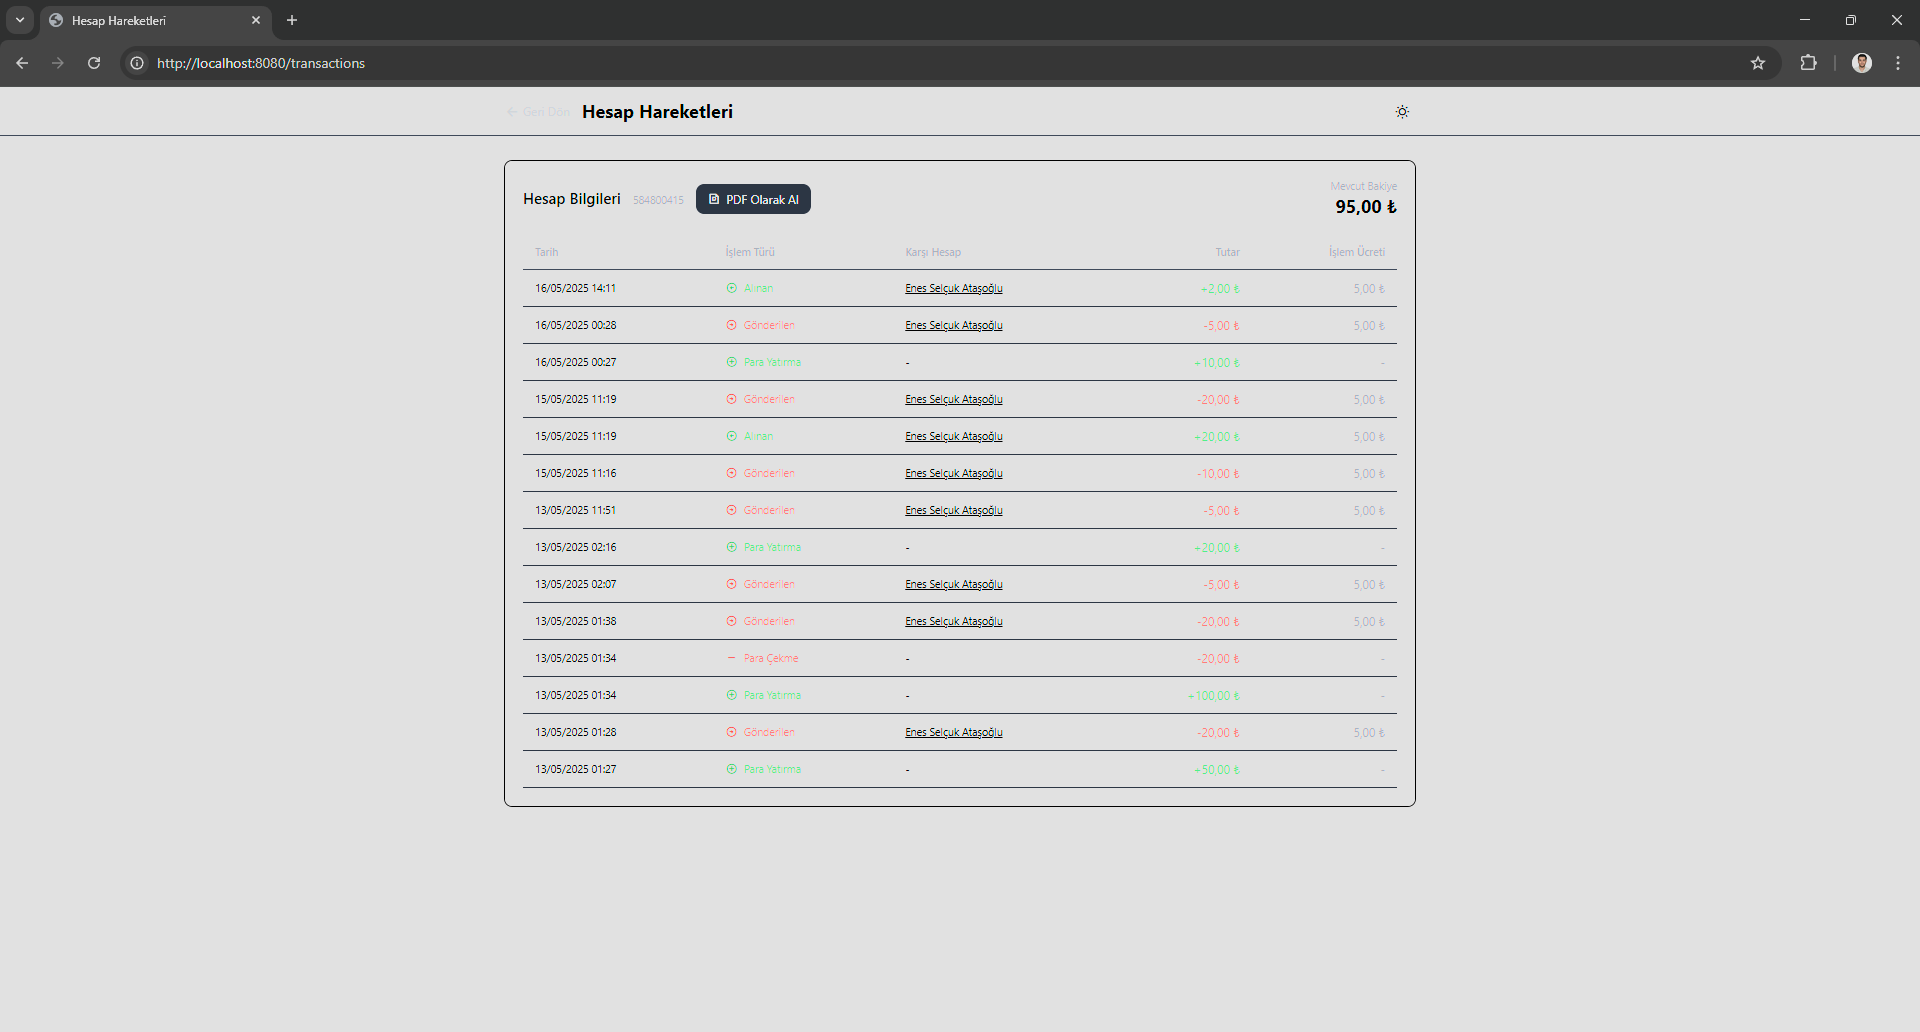 Hesap Hareketleri
http://localhost:8080/transactions
Geri Dön Hesap Hareketleri
Hesap Bilgileri 584800415 PDF Olarak Al
Mevcut Bakiye
95,00 ₺
Tarih İşlem Türü Karşı Hesap Tutar İşlem Ücreti
16/05/2025 14:11 Alınan Enes Selçuk Ataşoğlu +2,00 ₺ 5,00 ₺
16/05/2025 00:28 Gönderilen Enes Selçuk Ataşoğlu -5,00 ₺ 5,00 ₺
16/05/2025 00:27 Para Yatırma - +10,00 ₺ -
15/05/2025 11:19 Gönderilen Enes Selçuk Ataşoğlu -20,00 ₺ 5,00 ₺
15/05/2025 11:19 Alınan Enes Selçuk Ataşoğlu +20,00 ₺ 5,00 ₺
15/05/2025 11:16 Gönderilen Enes Selçuk Ataşoğlu -10,00 ₺ 5,00 ₺
13/05/2025 11:51 Gönderilen Enes Selçuk Ataşoğlu -5,00 ₺ 5,00 ₺
13/05/2025 02:16 Para Yatırma - +20,00 ₺ -
13/05/2025 02:07 Gönderilen Enes Selçuk Ataşoğlu -5,00 ₺ 5,00 ₺
13/05/2025 01:38 Gönderilen Enes Selçuk Ataşoğlu -20,00 ₺ 5,00 ₺
13/05/2025 01:34 Para Çekme - -20,00 ₺ -
13/05/2025 01:34 Para Yatırma - +100,00 ₺ -
13/05/2025 01:28 Gönderilen Enes Selçuk Ataşoğlu -20,00 ₺ 5,00 ₺
13/05/2025 01:27 Para Yatırma - +50,00 ₺ -